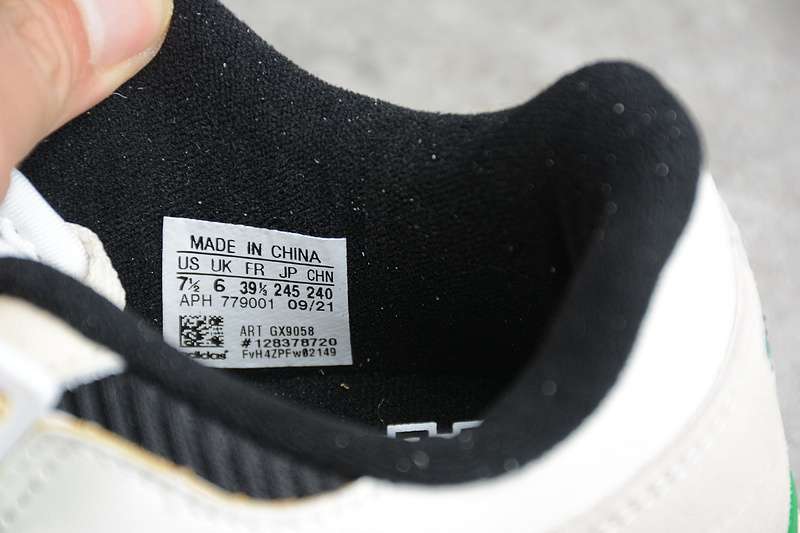 MADE IN CHINA
US UK FR JP CHN
7½ 6 39⅓ 245 240
APH 779001 09/21
ART GX9058
#128378720
adidas FvH4ZPFw02149